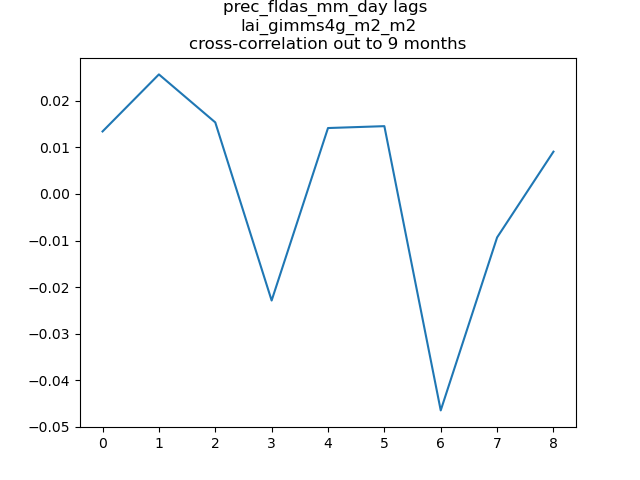 prec_fldas_mm_day lags
lai_gimms4g_m2_m2
cross-correlation out to 9 months
0.02
0.01
0.00
−0.01
−0.02
−0.03
−0.04
−0.05
0 1 2 3 4 5 6 7 8